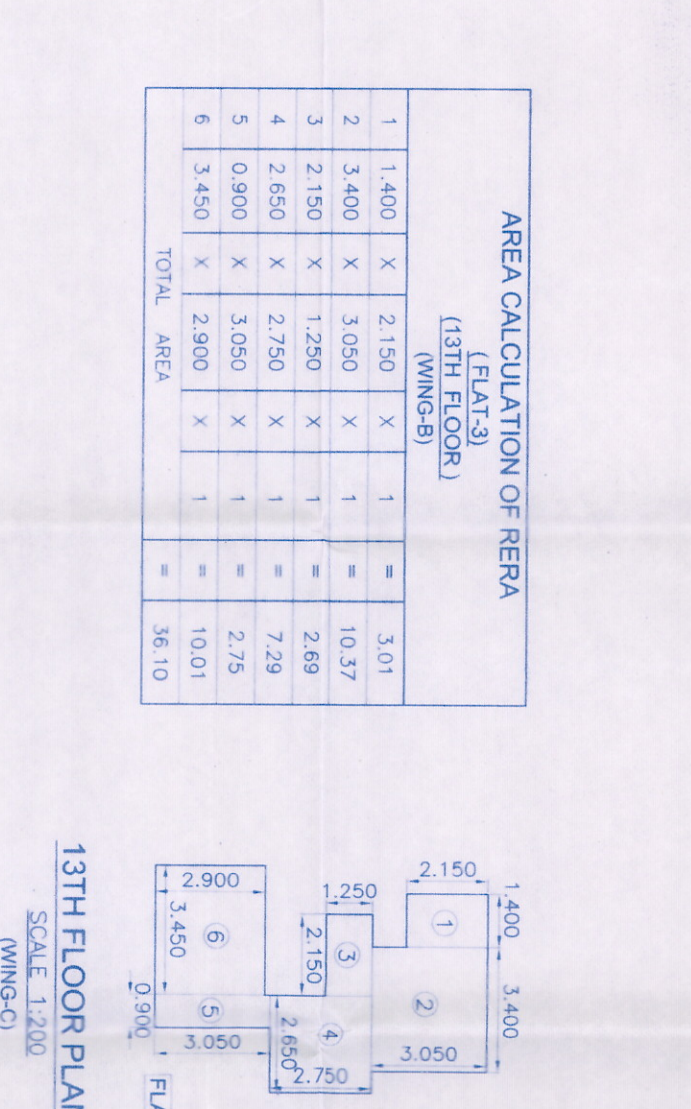 AREA CALCULATION OF RERA
( FLAT-3)
(13TH FLOOR )
(WING-B)
1 1.400 X 2.150 X 1 = 3.01
2 3.400 X 3.050 X 1 = 10.37
3 2.150 X 1.250 X 1 = 2.69
4 2.650 X 2.750 X 1 = 7.29
5 0.900 X 3.050 X 1 = 2.75
6 3.450 X 2.900 X 1 = 10.01
TOTAL AREA = 36.10
1.400 3.400
2.150
1
2
3.050
1.250
3
2.150
4
2.650
2.750
2.900
6
3.450
5
3.050
0.900
13TH FLOOR PLAN
SCALE 1:200
(WING-C)